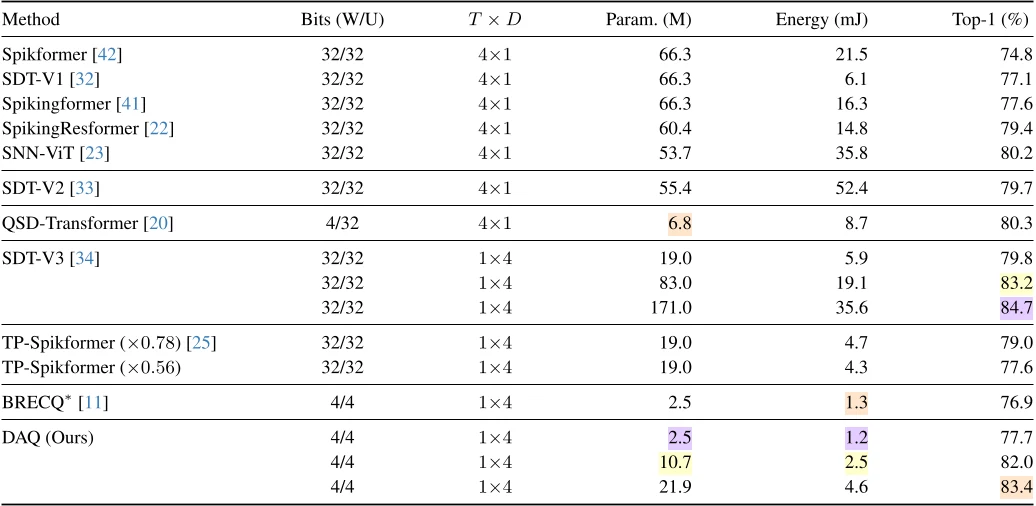 Method Bits (W/U) T × D Param. (M) Energy (mJ) Top-1 (%)
Spikformer [42] 32/32 4×1 66.3 21.5 74.8
SDT-V1 [32] 32/32 4×1 66.3 6.1 77.1
Spikingformer [41] 32/32 4×1 66.3 16.3 77.6
SpikingResformer [22] 32/32 4×1 60.4 14.8 79.4
SNN-ViT [23] 32/32 4×1 53.7 35.8 80.2
SDT-V2 [33] 32/32 4×1 55.4 52.4 79.7
QSD-Transformer [20] 4/32 4×1 6.8 8.7 80.3
SDT-V3 [34] 32/32 1×4 19.0 5.9 79.8
32/32 1×4 83.0 19.1 83.2
32/32 1×4 171.0 35.6 84.7
TP-Spikformer (×0.78) [25] 32/32 1×4 19.0 4.7 79.0
TP-Spikformer (×0.56) 32/32 1×4 19.0 4.3 77.6
BRECQ* [11] 4/4 1×4 2.5 1.3 76.9
DAQ (Ours) 4/4 1×4 2.5 1.2 77.7
4/4 1×4 10.7 2.5 82.0
4/4 1×4 21.9 4.6 83.4